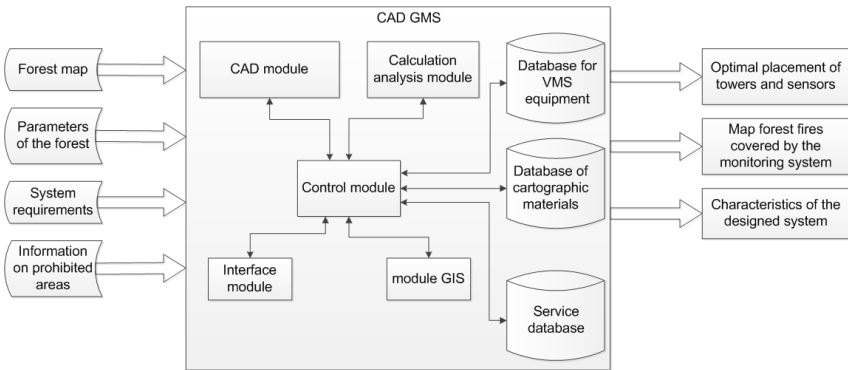 CAD GMS
Forest map
Parameters
of the forest
System
requirements
Information
on prohibited
areas
CAD module
Calculation
analysis module
Control module
Interface
module
module GIS
Database for
VMS
equipment
Database of
cartographic
materials
Service
database
Optimal placement of
towers and sensors
Map forest fires
covered by the
monitoring system
Characteristics of the
designed system